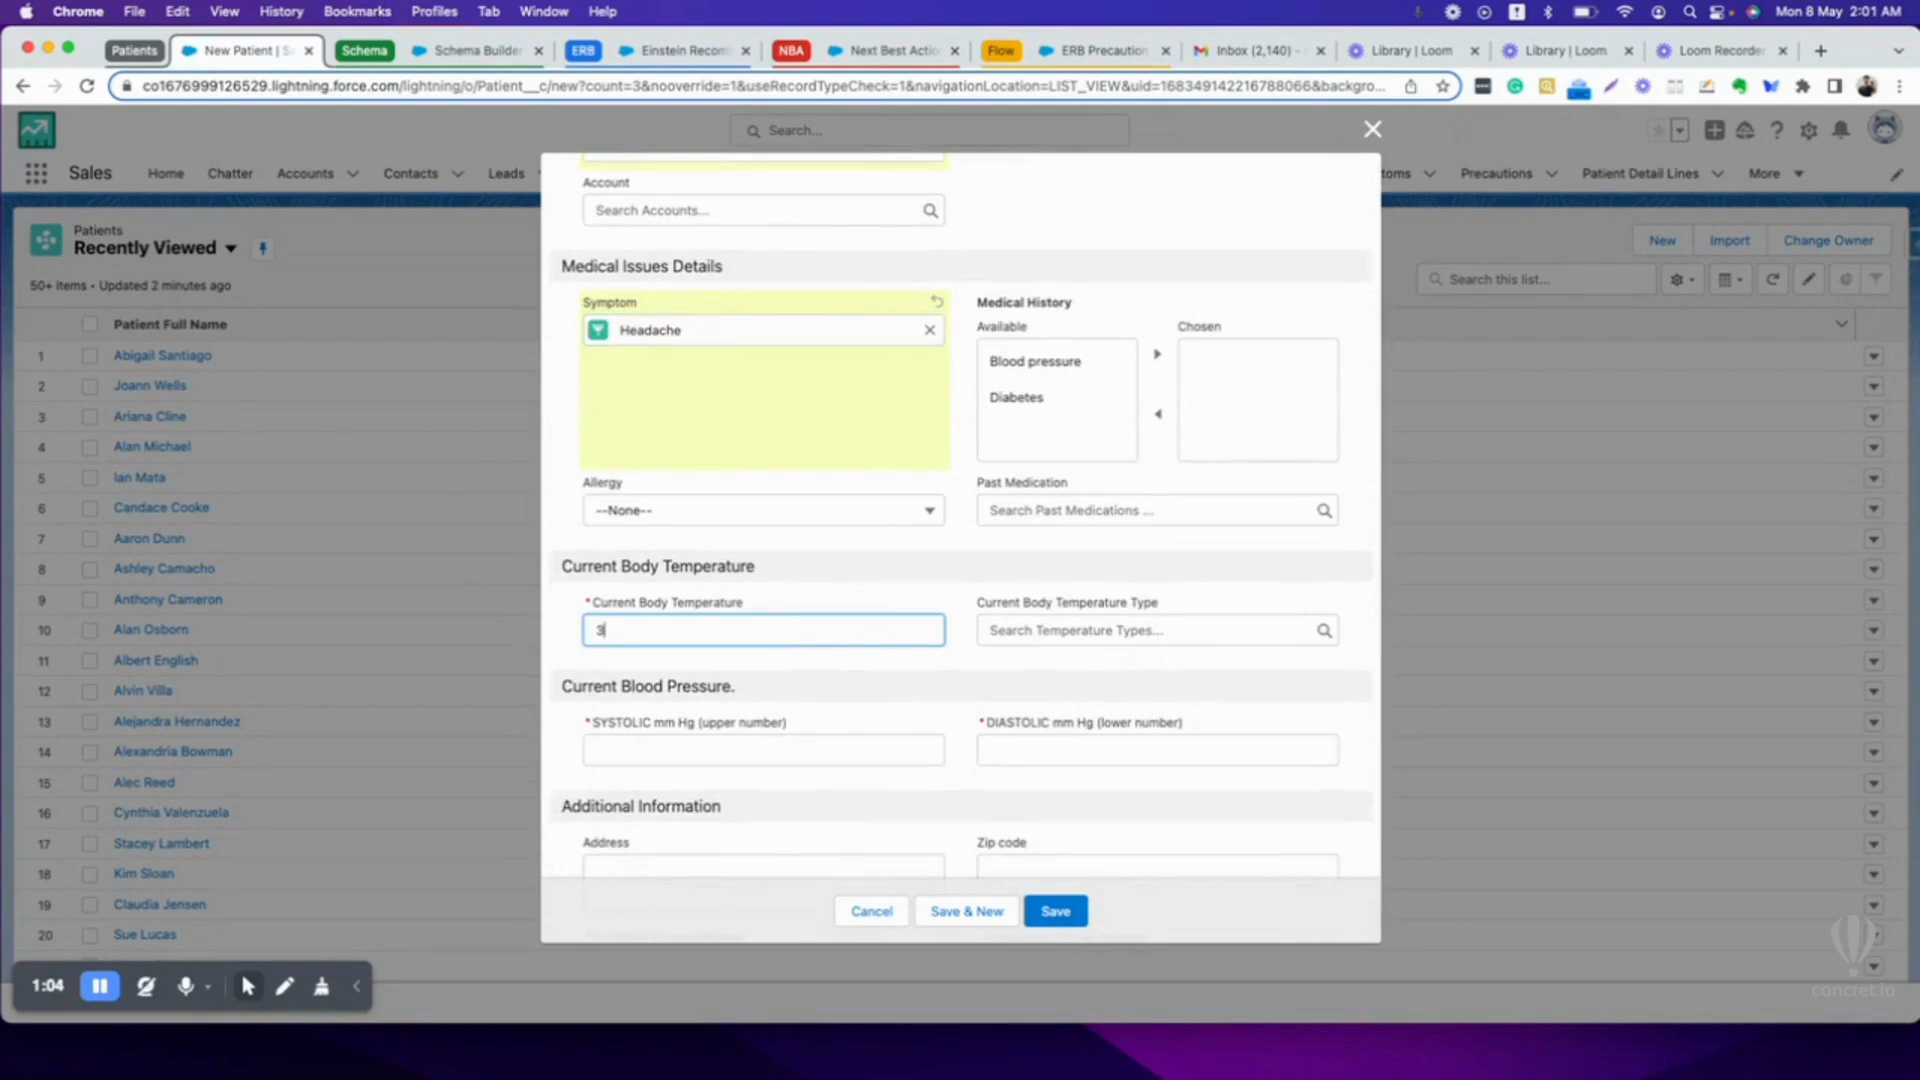 Chrome File Edit View History Bookmarks Profiles Tab Window Help Mon 8 May 2:01 AM
Patients New Patient | S Schema Schema Builder ERB Einstein Recom NBA Next Best Actio Flow ERB Precaution Inbox (2,140) - Library | Loom Library | Loom Loom Recorder
co1676999126529.lightning.force.com/lightning/o/Patient__c/new?count=3&nooverride=1&useRecordTypeCheck=1&navigationLocation=LIST_VIEW&uid=168349142216788066&backgro...
Search...
Sales Home Chatter Accounts Contacts Leads toms Precautions Patient Detail Lines More
Patients
Recently Viewed
New Import Change Owner
50+ items • Updated 2 minutes ago
Search this list...
Patient Full Name
1 Abigail Santiago
2 Joann Wells
3 Ariana Cline
4 Alan Michael
5 Ian Mata
6 Candace Cooke
7 Aaron Dunn
8 Ashley Camacho
9 Anthony Cameron
10 Alan Osborn
11 Albert English
12 Alvin Villa
13 Alejandra Hernandez
14 Alexandria Bowman
15 Alec Reed
16 Cynthia Valenzuela
17 Stacey Lambert
18 Kim Sloan
19 Claudia Jensen
20 Sue Lucas
Account
Search Accounts...
Medical Issues Details
Symptom
Headache
Medical History
Available Chosen
Blood pressure
Diabetes
Allergy
--None--
Past Medication
Search Past Medications ...
Current Body Temperature
*Current Body Temperature
3
Current Body Temperature Type
Search Temperature Types...
Current Blood Pressure.
*SYSTOLIC mm Hg (upper number)
*DIASTOLIC mm Hg (lower number)
Additional Information
Address
Zip code
Cancel Save & New Save
1:04
concret.io